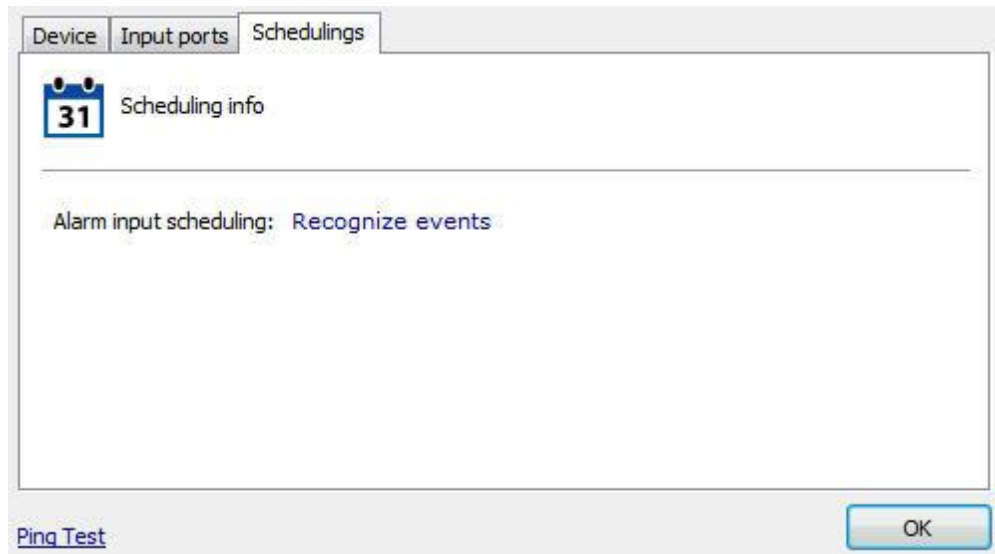 Device Input ports Schedulings
31 Scheduling info
Alarm input scheduling: Recognize events
Ping Test OK